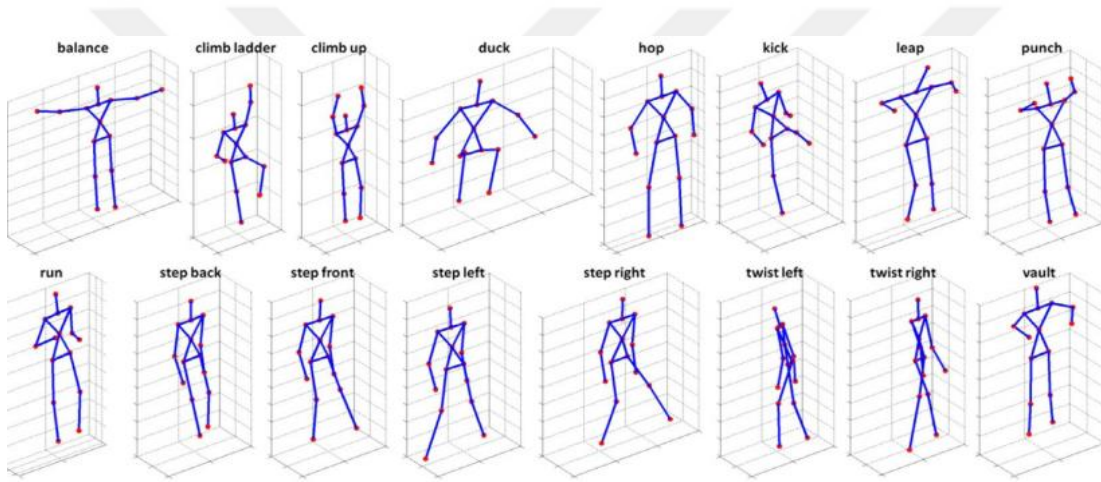 balance climb ladder climb up duck hop kick leap punch
run step back step front step left step right twist left twist right vault